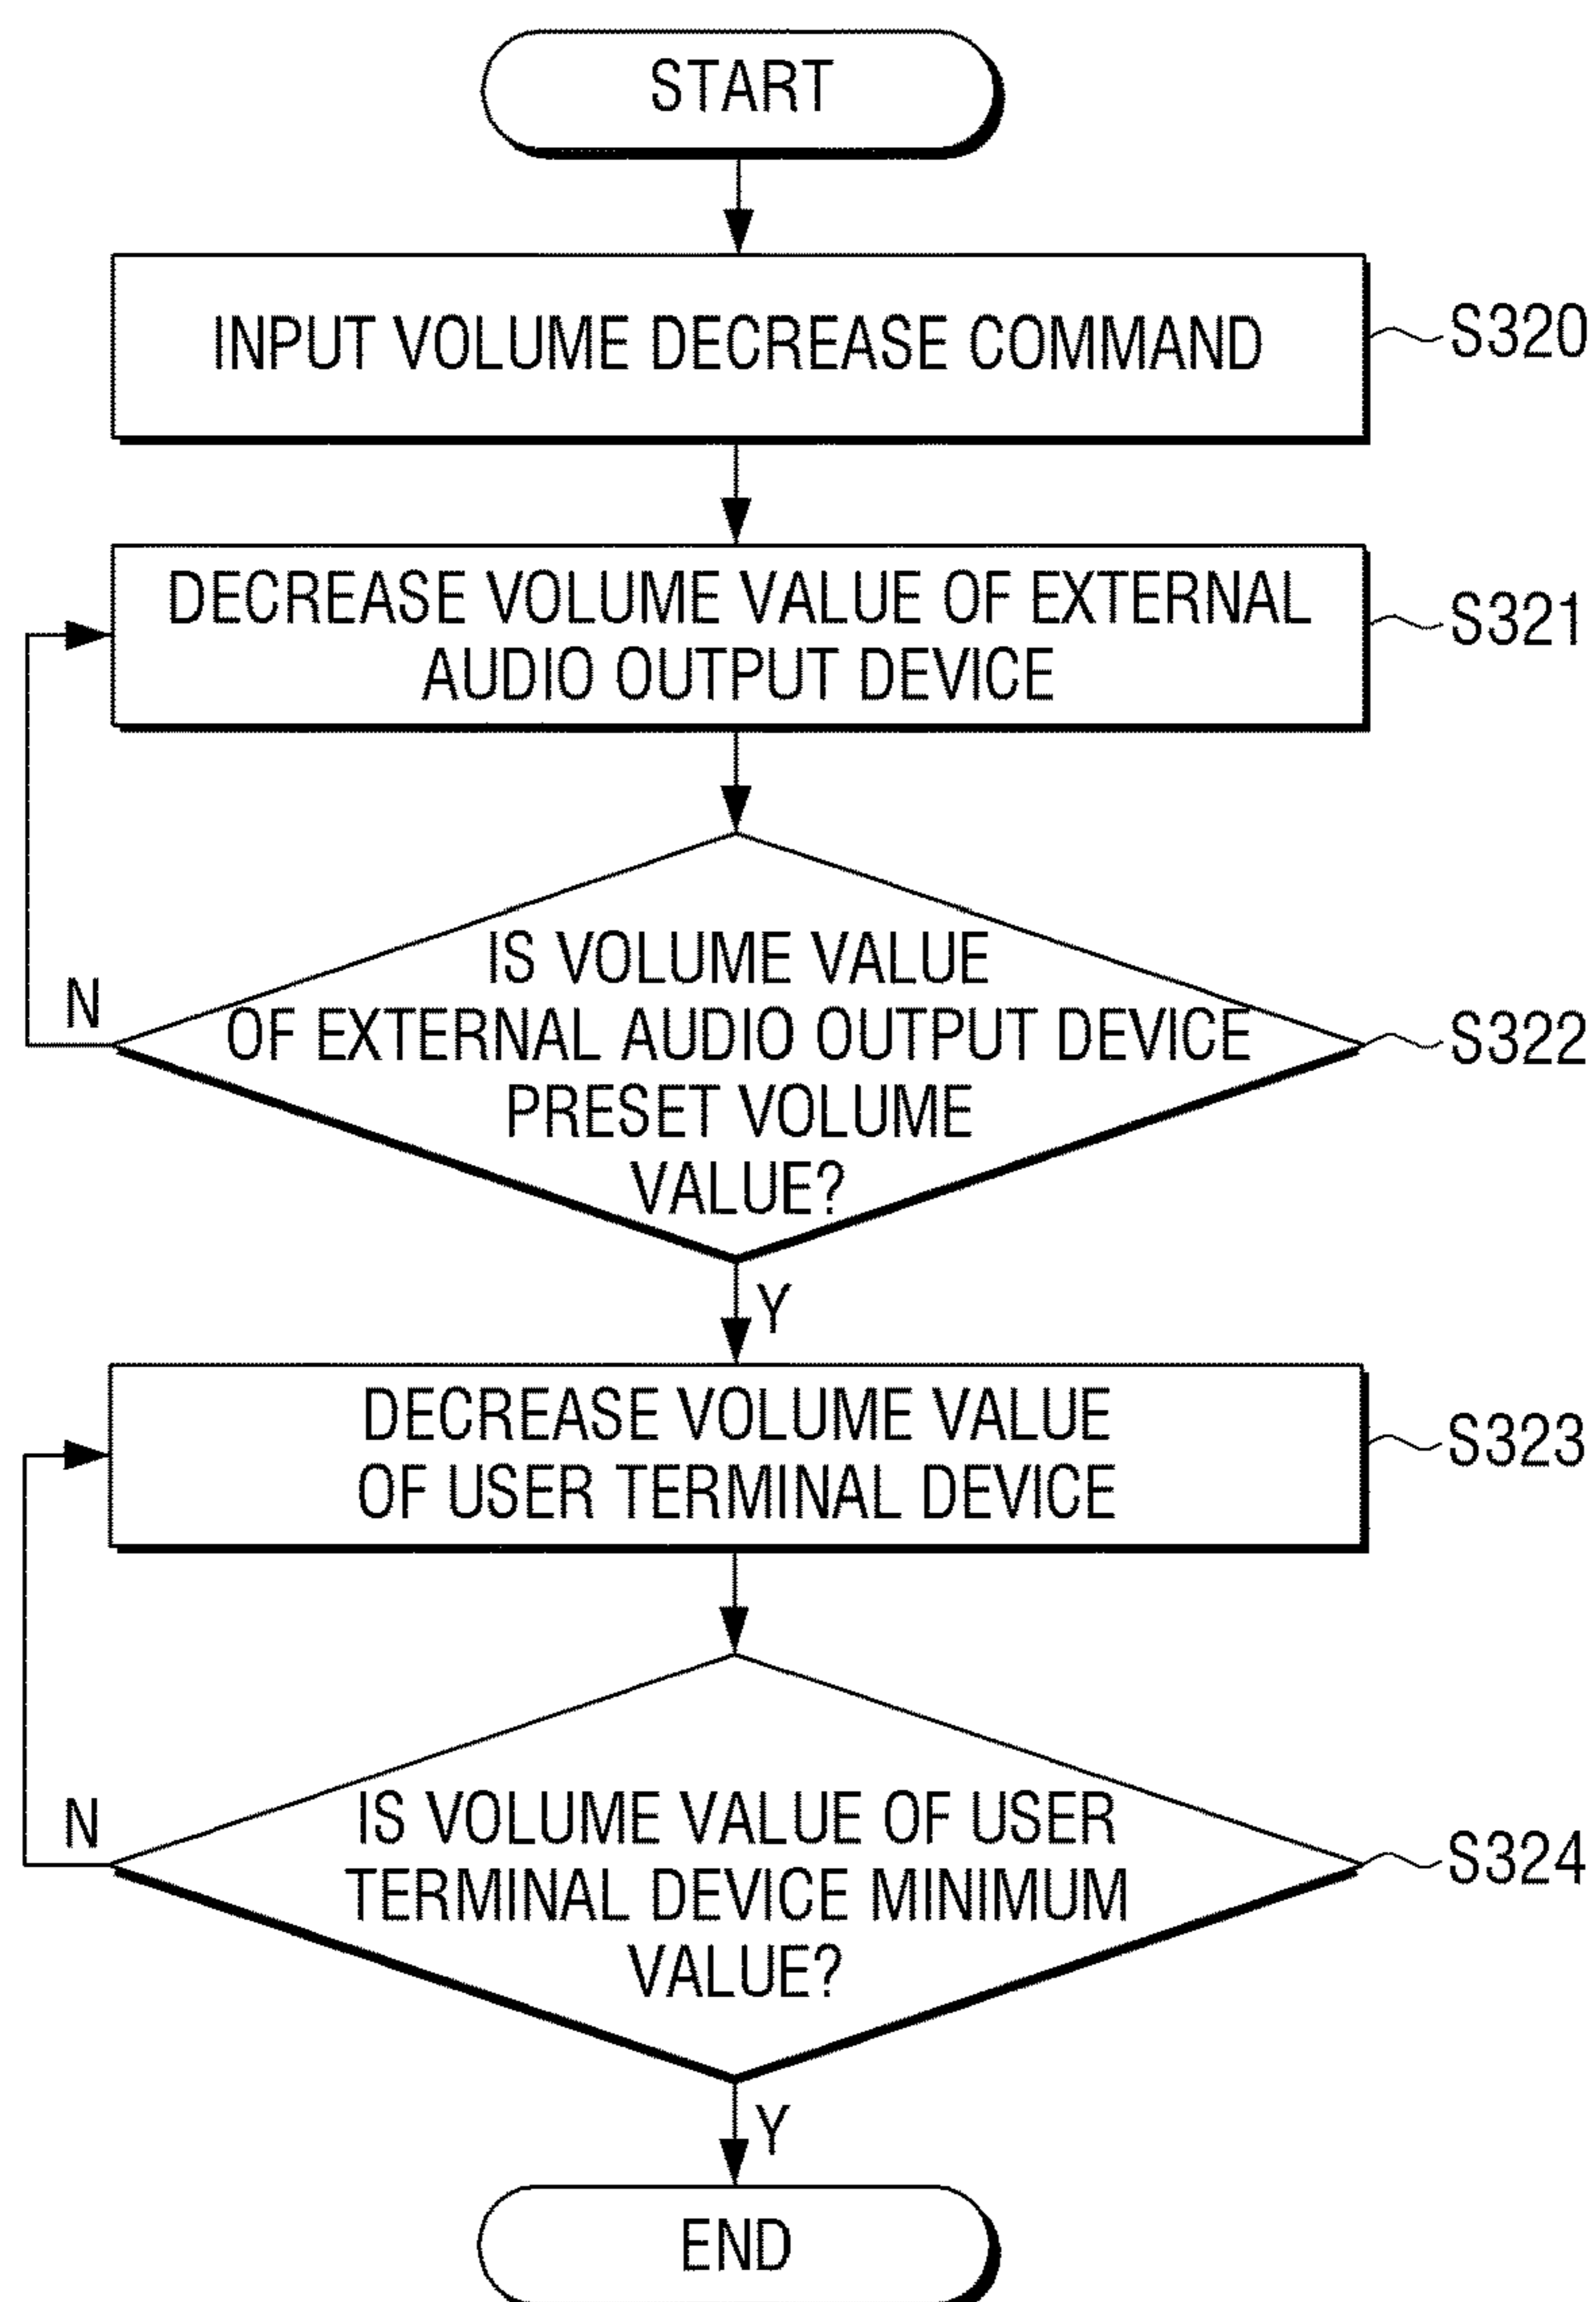 START
INPUT VOLUME DECREASE COMMAND
S320
DECREASE VOLUME VALUE OF EXTERNAL
AUDIO OUTPUT DEVICE
S321
IS VOLUME VALUE
OF EXTERNAL AUDIO OUTPUT DEVICE
PRESET VOLUME
VALUE?
S322
N
Y
DECREASE VOLUME VALUE
OF USER TERMINAL DEVICE
S323
IS VOLUME VALUE OF USER
TERMINAL DEVICE MINIMUM
VALUE?
S324
N
Y
END